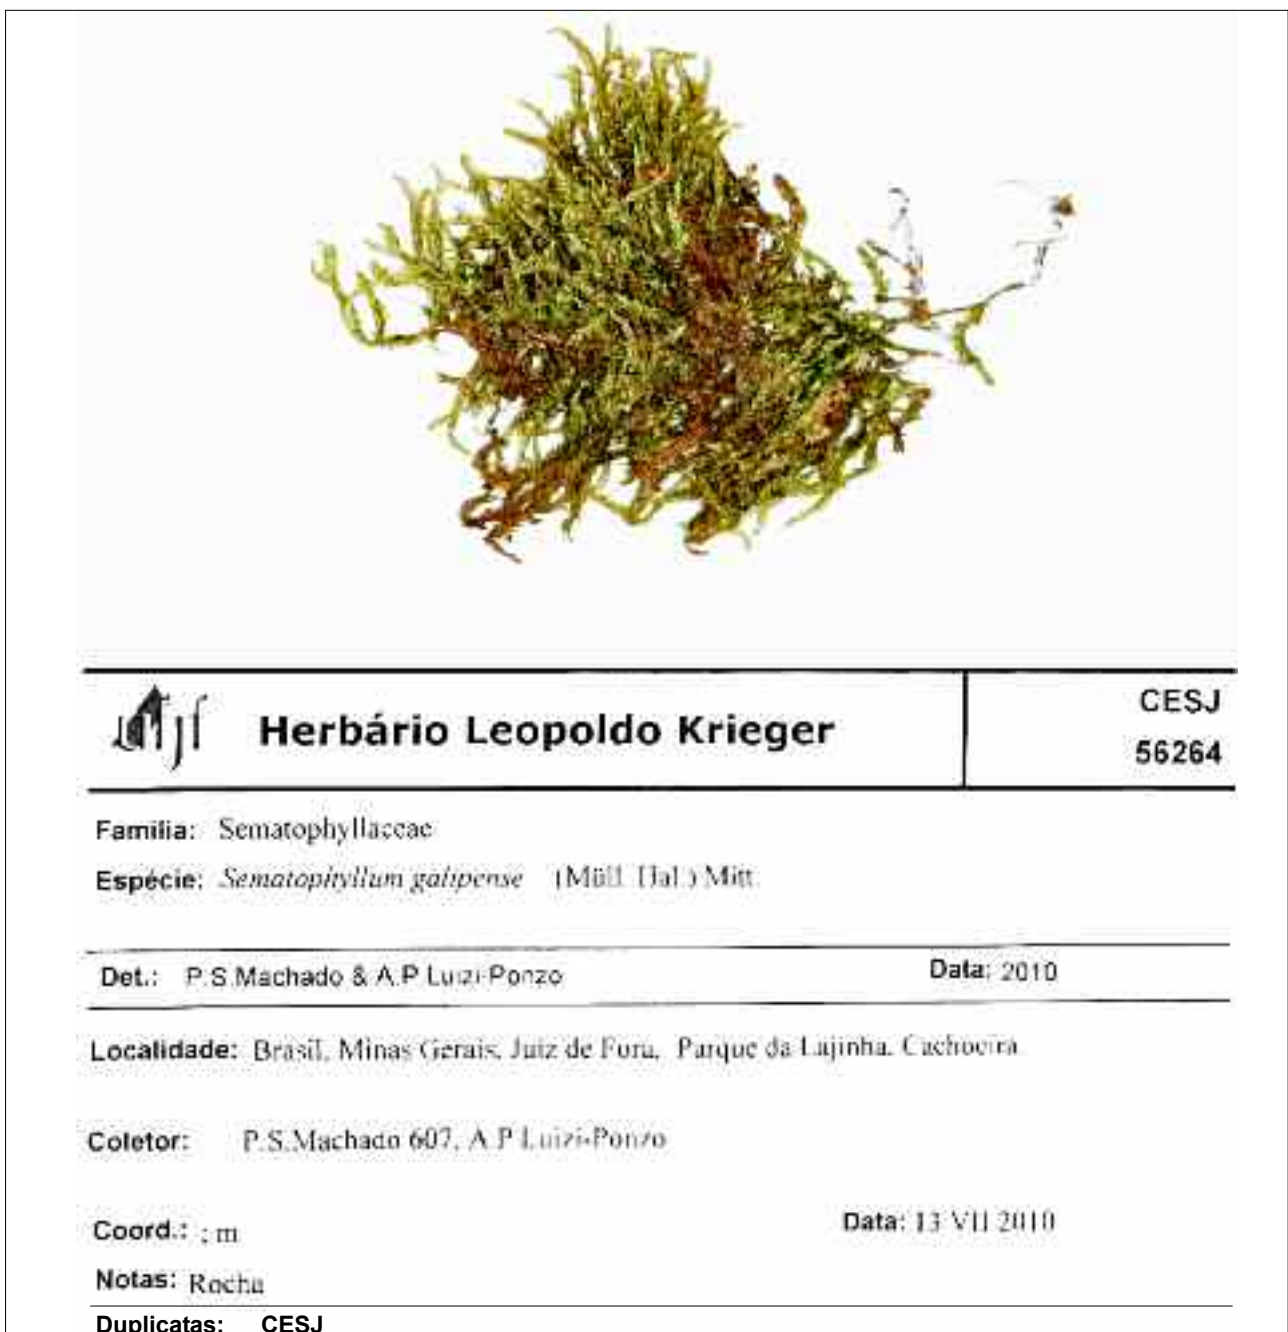 Herbário Leopoldo Krieger
CESJ
56264
Família: Sematophyllaceae
Espécie: Sematophyllum galipense (Müll. Hal.) Mitt.
Det.: P.S.Machado & A.P.Luizi-Ponzo Data: 2010
Localidade: Brasil, Minas Gerais, Juiz de Fora, Parque da Lajinha. Cachoeira
Coletor: P.S.Machado 607, A.P.Luizi-Ponzo
Coord.: ; m Data: 13 VII 2010
Notas: Rocha
Duplicatas: CESJ